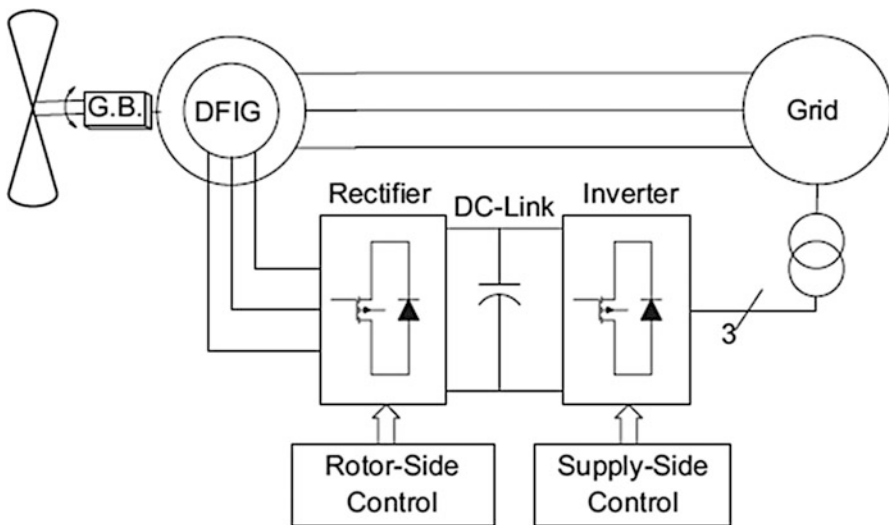 G.B.
DFIG
Grid
Rectifier
DC-Link
Inverter
3
Rotor-Side
Control
Supply-Side
Control